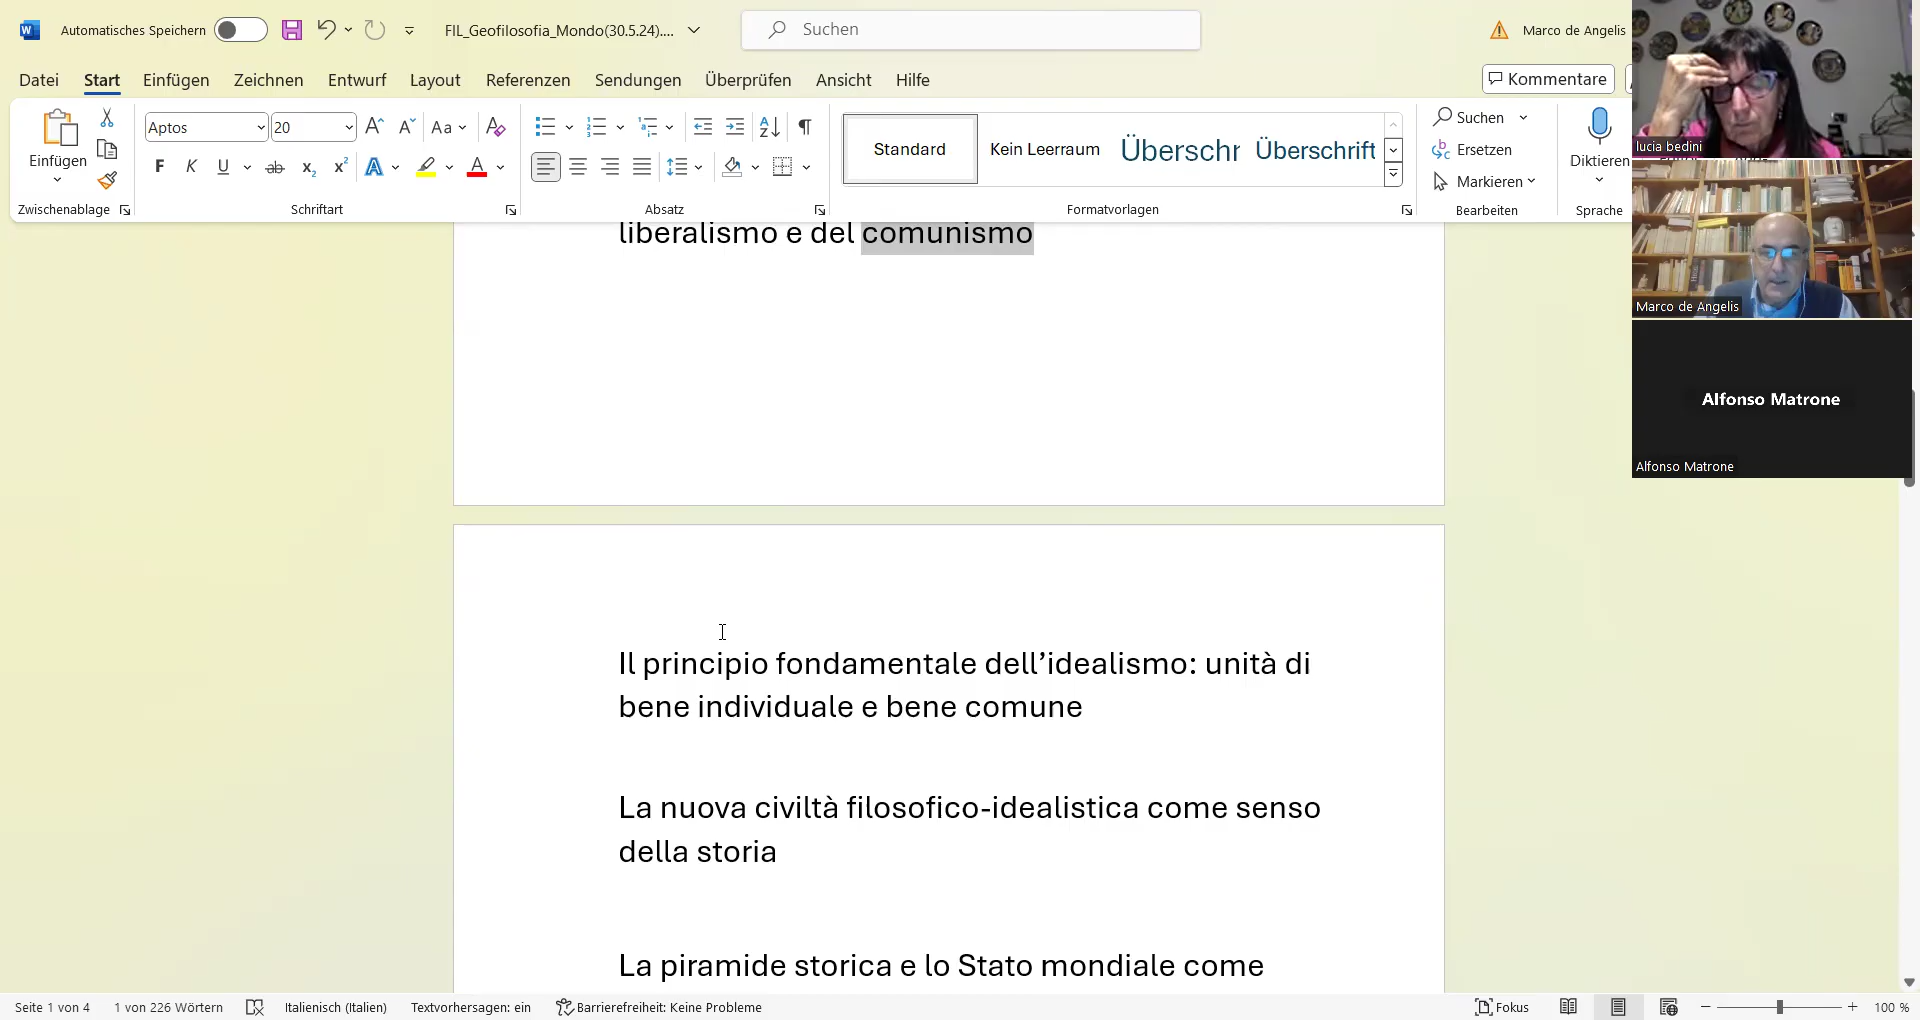 Automatisches Speichern
FIL_Geofilosofia_Mondo(30.5.24)....
Suchen
Marco de Angelis
Datei Start Einfügen Zeichnen Entwurf Layout Referenzen Sendungen Überprüfen Ansicht Hilfe
Kommentare
Einfügen
Aptos 20
Aa
F K U ab x₂ x² A A
Zwischenablage
Schriftart
Absatz
Standard Kein Leerraum Überschr Überschrift
Formatvorlagen
Suchen
Ersetzen
Markieren
Bearbeiten
Diktieren
Sprache
lucia bedini
Marco de Angelis
Alfonso Matrone
Alfonso Matrone
liberalismo e del comunismo
Il principio fondamentale dell’idealismo: unità di
bene individuale e bene comune
La nuova civiltà filosofico-idealistica come senso
della storia
La piramide storica e lo Stato mondiale come
Seite 1 von 4 1 von 226 Wörtern Italienisch (Italien) Textvorhersagen: ein Barrierefreiheit: Keine Probleme Fokus 100 %